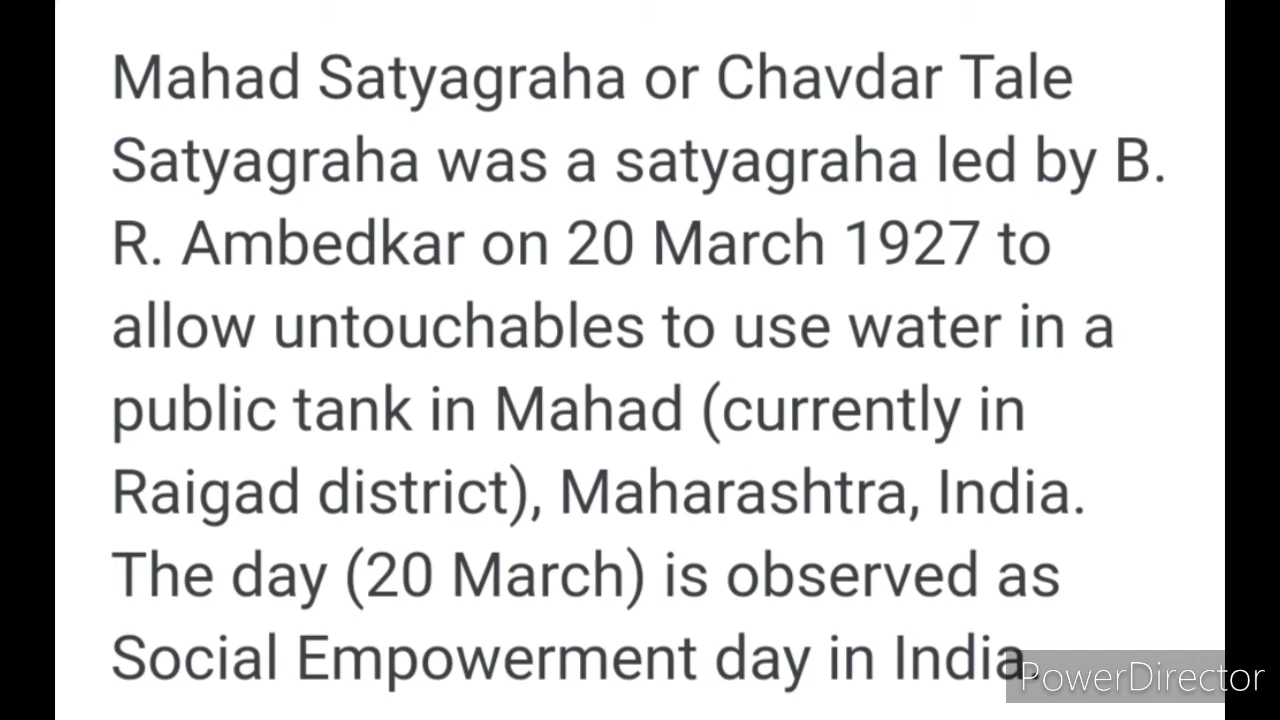 Mahad Satyagraha or Chavdar Tale
Satyagraha was a satyagraha led by B.
R. Ambedkar on 20 March 1927 to
allow untouchables to use water in a
public tank in Mahad (currently in
Raigad district), Maharashtra, India.
The day (20 March) is observed as
Social Empowerment day in India.
PowerDirector